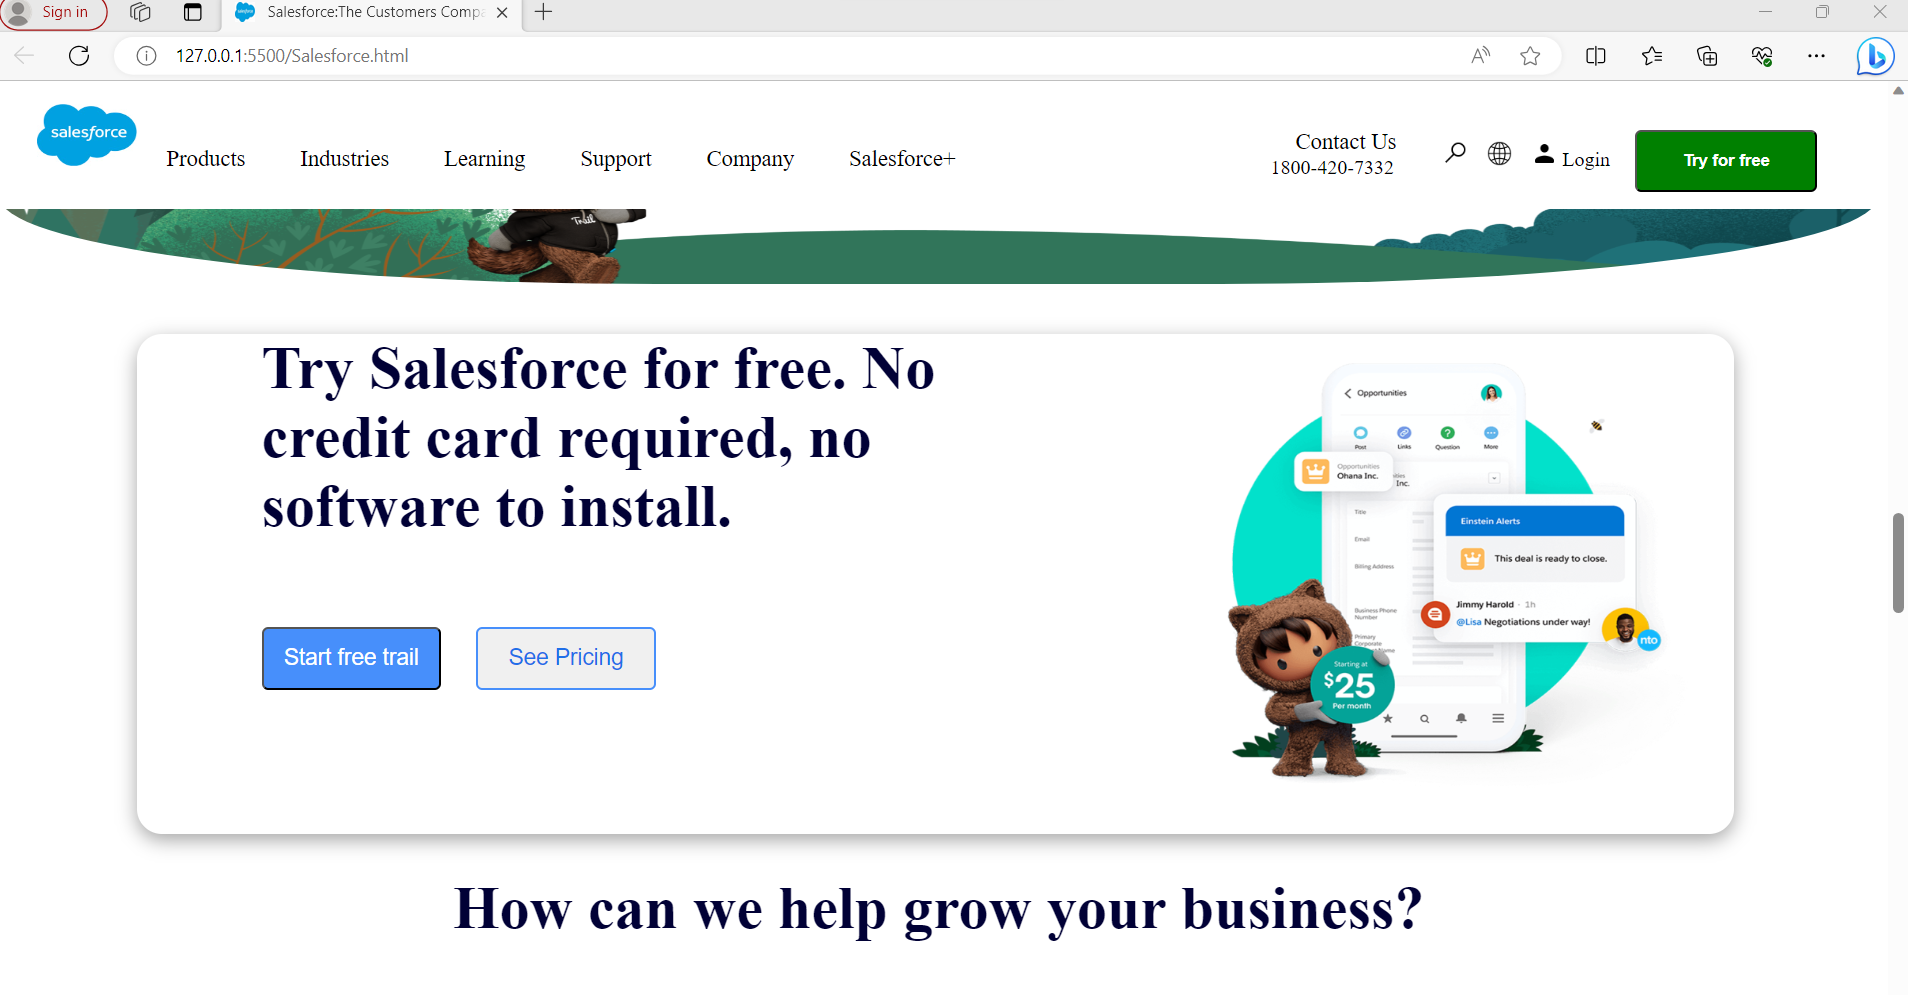 Sign in
Salesforce:The Customers Comp
127.0.0.1:5500/Salesforce.html
salesforce
Products Industries Learning Support Company Salesforce+
Contact Us
1800-420-7332
Login
Try for free
Trail
Try Salesforce for free. No
credit card required, no
software to install.
Start free trail
See Pricing
Opportunities
Post Links Question More
Opportunities
Ohana Inc.
Inc.
Title
Email
Billing Address
Business Phone
Number
Primary
Corporate
Einstein Alerts
This deal is ready to close.
Jimmy Harold · 1h
@Lisa Negotiations under way!
nto
Starting at
$25
Per month
How can we help grow your business?